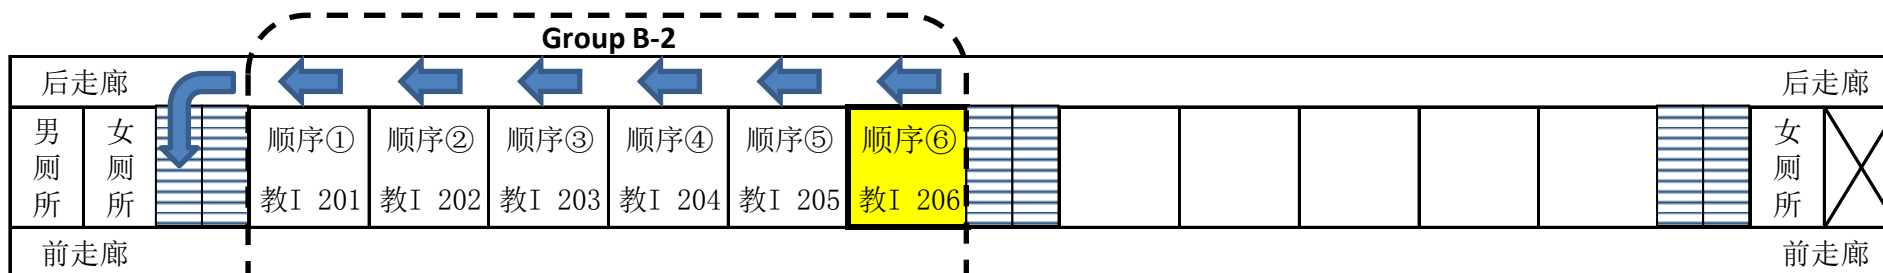 Group B-2
后走廊
后走廊
男厕所
女厕所
顺序①
教I 201
顺序②
教I 202
顺序③
教I 203
顺序④
教I 204
顺序⑤
教I 205
顺序⑥
教I 206
女厕所
前走廊
前走廊